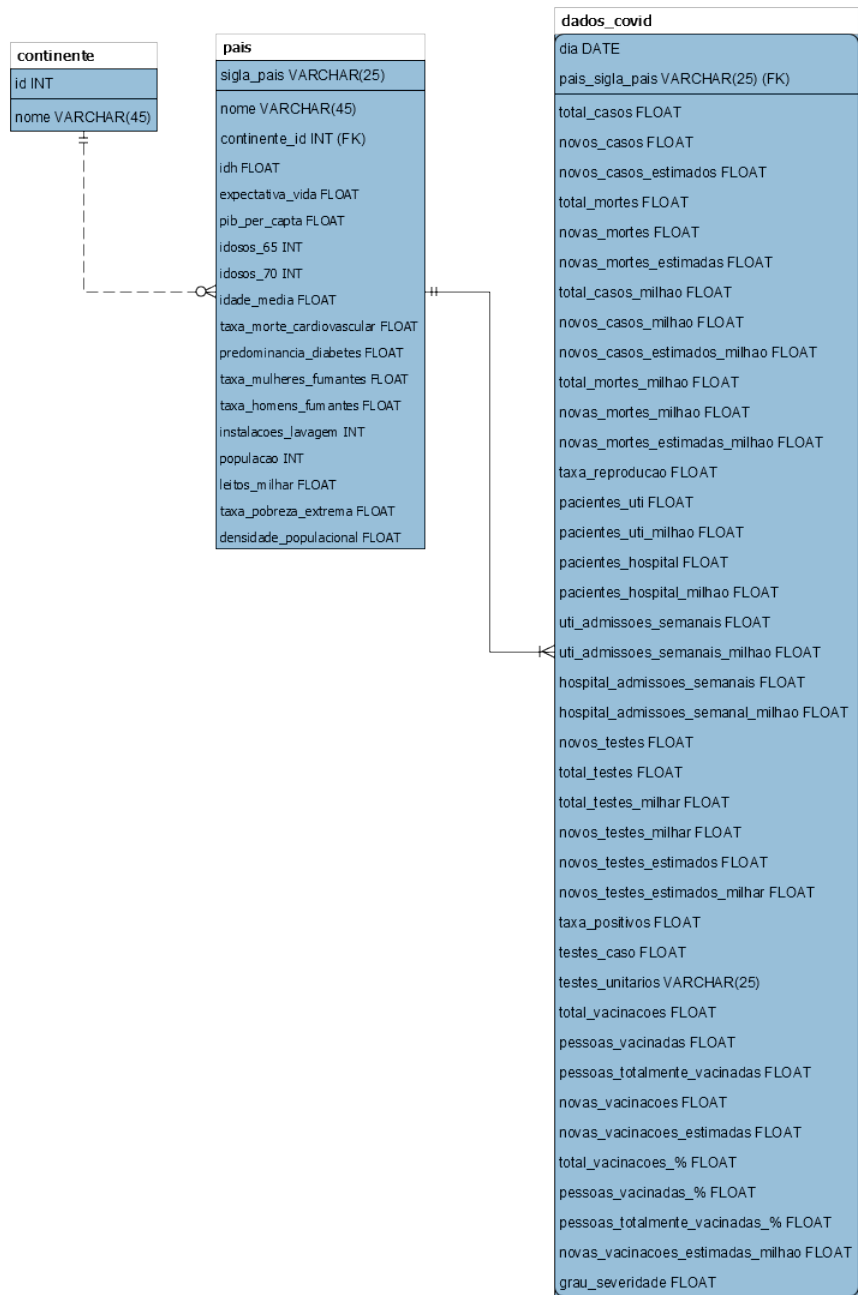 continente
id INT
nome VARCHAR(45)
pais
sigla_pais VARCHAR(25)
nome VARCHAR(45)
continente_id INT (FK)
idh FLOAT
expectativa_vida FLOAT
pib_per_capta FLOAT
idosos_65 INT
idosos_70 INT
idade_media FLOAT
taxa_morte_cardiovascular FLOAT
predominancia_diabetes FLOAT
taxa_mulheres_fumantes FLOAT
taxa_homens_fumantes FLOAT
instalacoes_lavagem INT
populacao INT
leitos_milhar FLOAT
taxa_pobreza_extrema FLOAT
densidade_populacional FLOAT
dados_covid
dia DATE
pais_sigla_pais VARCHAR(25) (FK)
total_casos FLOAT
novos_casos FLOAT
novos_casos_estimados FLOAT
total_mortes FLOAT
novas_mortes FLOAT
novas_mortes_estimadas FLOAT
total_casos_milhao FLOAT
novos_casos_milhao FLOAT
novos_casos_estimados_milhao FLOAT
total_mortes_milhao FLOAT
novas_mortes_milhao FLOAT
novas_mortes_estimadas_milhao FLOAT
taxa_reproducao FLOAT
pacientes_uti FLOAT
pacientes_uti_milhao FLOAT
pacientes_hospital FLOAT
pacientes_hospital_milhao FLOAT
uti_admissoes_semanais FLOAT
uti_admissoes_semanais_milhao FLOAT
hospital_admissoes_semanais FLOAT
hospital_admissoes_semanal_milhao FLOAT
novos_testes FLOAT
total_testes FLOAT
total_testes_milhar FLOAT
novos_testes_milhar FLOAT
novos_testes_estimados FLOAT
novos_testes_estimados_milhar FLOAT
taxa_positivos FLOAT
testes_caso FLOAT
testes_unitarios VARCHAR(25)
total_vacinacoes FLOAT
pessoas_vacinadas FLOAT
pessoas_totalmente_vacinadas FLOAT
novas_vacinacoes FLOAT
novas_vacinacoes_estimadas FLOAT
total_vacinacoes_% FLOAT
pessoas_vacinadas_% FLOAT
pessoas_totalmente_vacinadas_% FLOAT
novas_vacinacoes_estimadas_milhao FLOAT
grau_severidade FLOAT